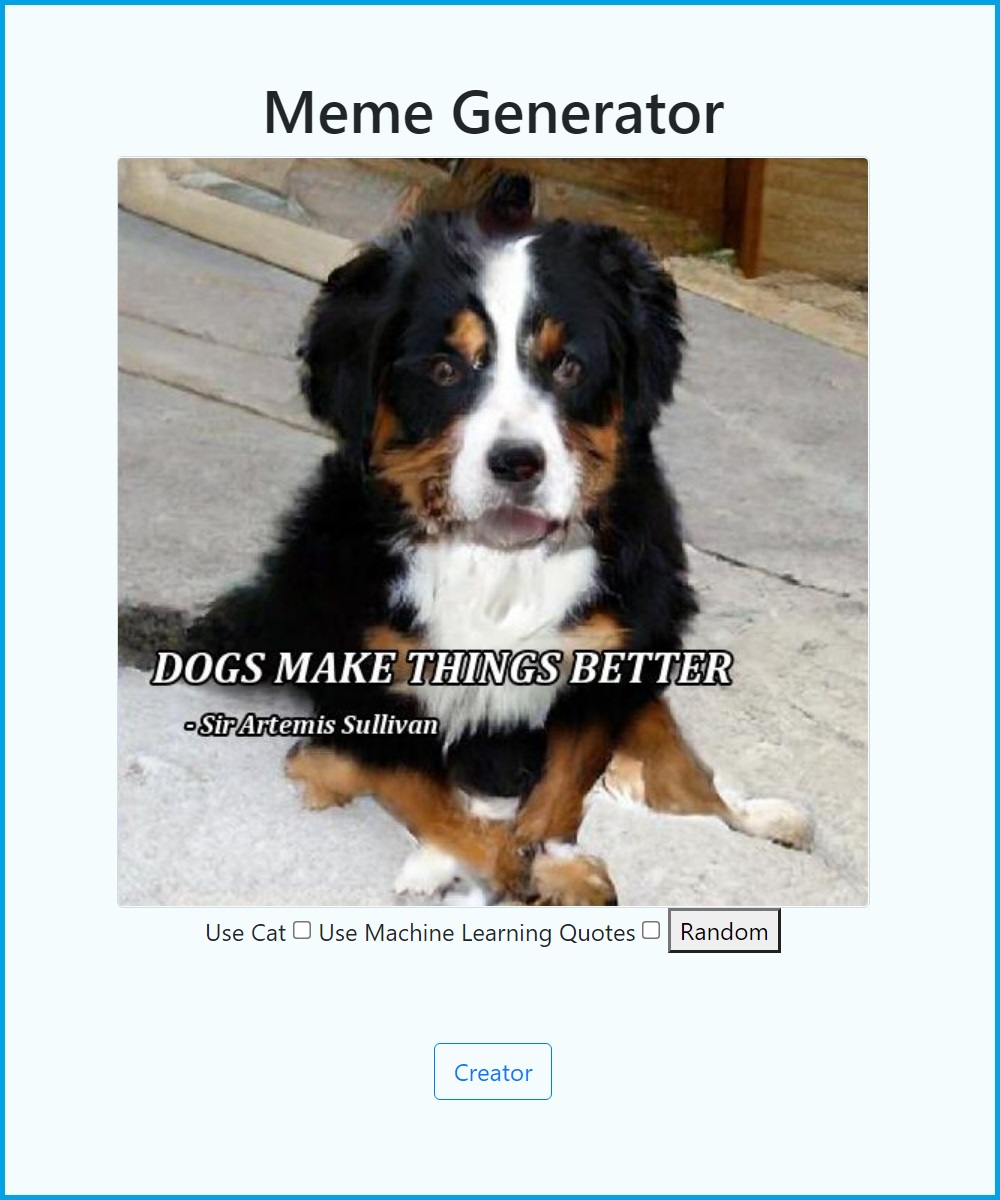 Meme Generator
DOGS MAKE THINGS BETTER
- Sir Artemis Sullivan
Use Cat Use Machine Learning Quotes Random
Creator